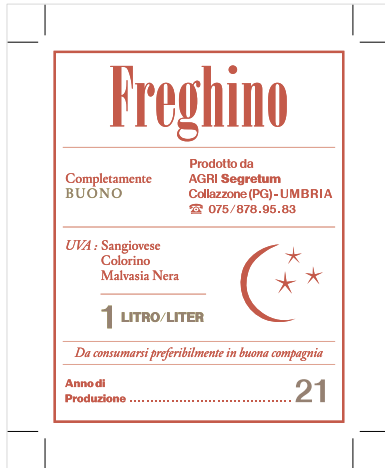 Freghino
Completamente
BUONO
Prodotto da
AGRI Segretum
Collazzone (PG) - UMBRIA
☎ 075/878.95.83
UVA : Sangiovese
Colorino
Malvasia Nera
1 LITRO/LITER
Da consumarsi preferibilmente in buona compagnia
Anno di
Produzione ........................................ 21